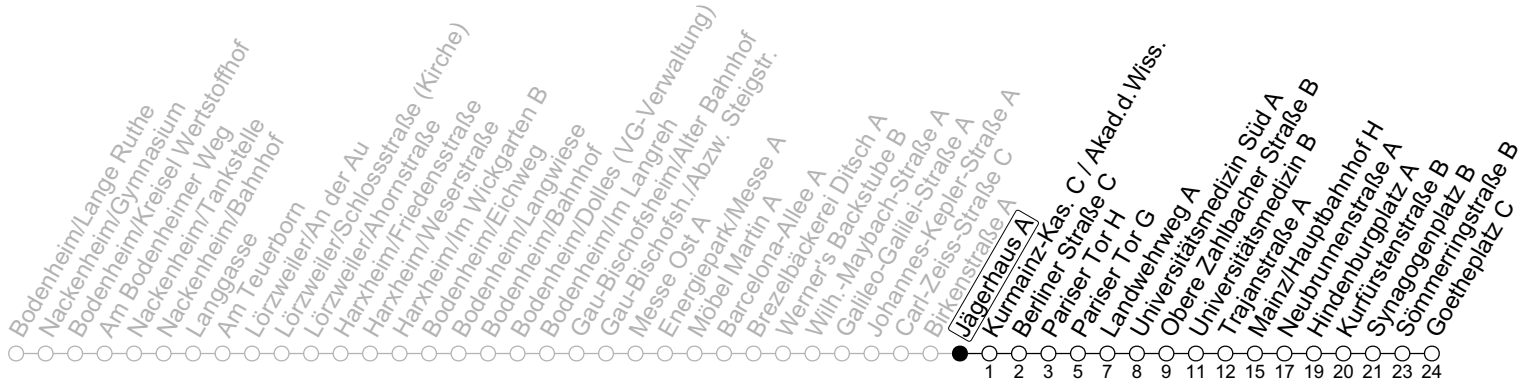 Bodenheim/Lange Ruthe
Nackenheim/Gymnasium
Bodenheim/Kreisel Wertstoffhof
Am Bodenheimer Weg
Nackenheim/Tankstelle
Nackenheim/Bahnhof
Langgasse
Am Teuerborn
Lörzweiler/An der Au
Lörzweiler/Schlossstraße (Kirche)
Lörzweiler/Ahornstraße
Harxheim/Friedensstraße
Harxheim/Weserstraße
Harxheim/Im Wickgarten B
Bodenheim/Eichweg
Bodenheim/Langwiese
Bodenheim/Bahnhof
Bodenheim/Dolles (VG-Verwaltung)
Bodenheim/Im Langreh
Gau-Bischofsheim/Alter Bahnhof
Gau-Bischofsh./Abzw. Steigstr.
Messe Ost A
Energiepark/Messe A
Möbel Martin A
Barcelona-Allee A
Brezelbäckerei Ditsch A
Werner's Backstube B
Wilh.-Maybach-Straße A
Galileo-Galilei-Straße A
Johannes-Kepler-Straße A
Carl-Zeiss-Straße C
Birkenstraße A
Jägerhaus A
Kurmainz-Kas. C / Akad.d.Wiss.
Berliner Straße C
Pariser Tor H
Pariser Tor G
Landwehrweg A
Universitätsmedizin Süd A
Obere Zahlbacher Straße B
Universitätsmedizin B
Trajanstraße A
Mainz/Hauptbahnhof H
Neubrunnenstraße A
Hindenburgplatz A
Kurfürstenstraße B
Synagogenplatz B
Sömmeringstraße B
Goetheplatz C
1 2 3 5 7 8 9 11 12 15 17 19 20 21 23 24